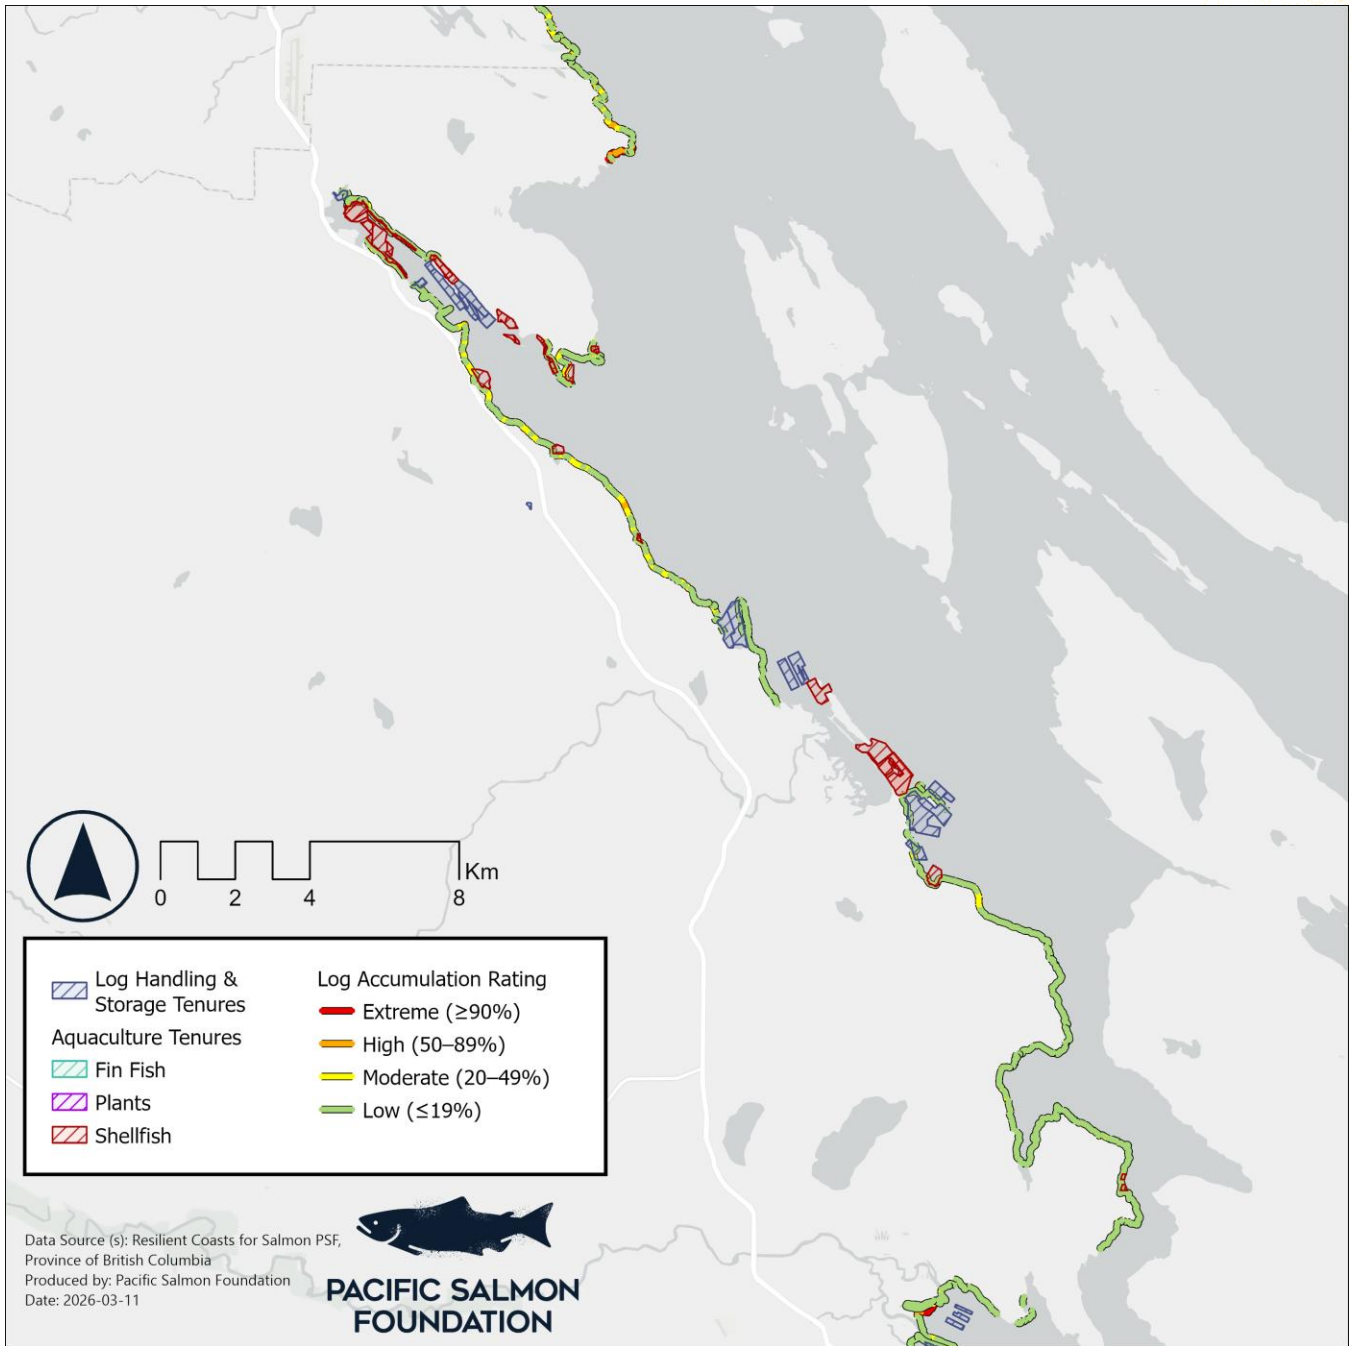 Km
0 2 4 8
Log Handling &
Storage Tenures
Aquaculture Tenures
Fin Fish
Plants
Shellfish
Log Accumulation Rating
Extreme (≥90%)
High (50–89%)
Moderate (20–49%)
Low (≤19%)
Data Source (s): Resilient Coasts for Salmon PSF,
Province of British Columbia
Produced by: Pacific Salmon Foundation
Date: 2026-03-11
PACIFIC SALMON
FOUNDATION